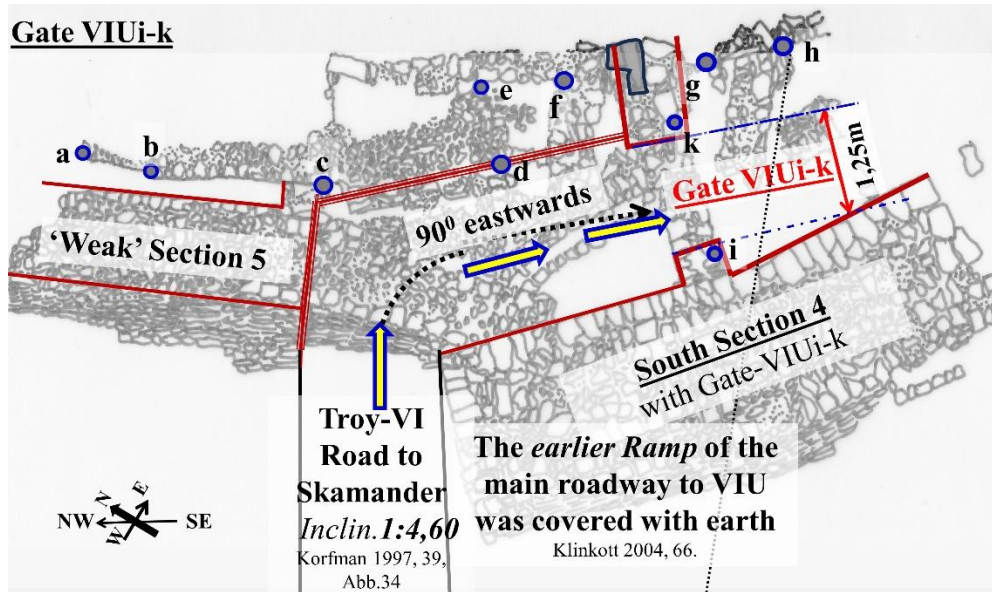 Gate VIUi-k
h
g
e
f
a
b
k
c
d
Gate VIUi-k
1,25m
90⁰ eastwards
'Weak' Section 5
i
South Section 4
with Gate-VIUi-k
Troy-VI
Road to
Skamander
Inclin.1:4,60
Korfman 1997, 39,
Abb.34
The earlier Ramp of the
main roadway to VIU
was covered with earth
Klinkott 2004, 66.
N
E
NW
SE
W